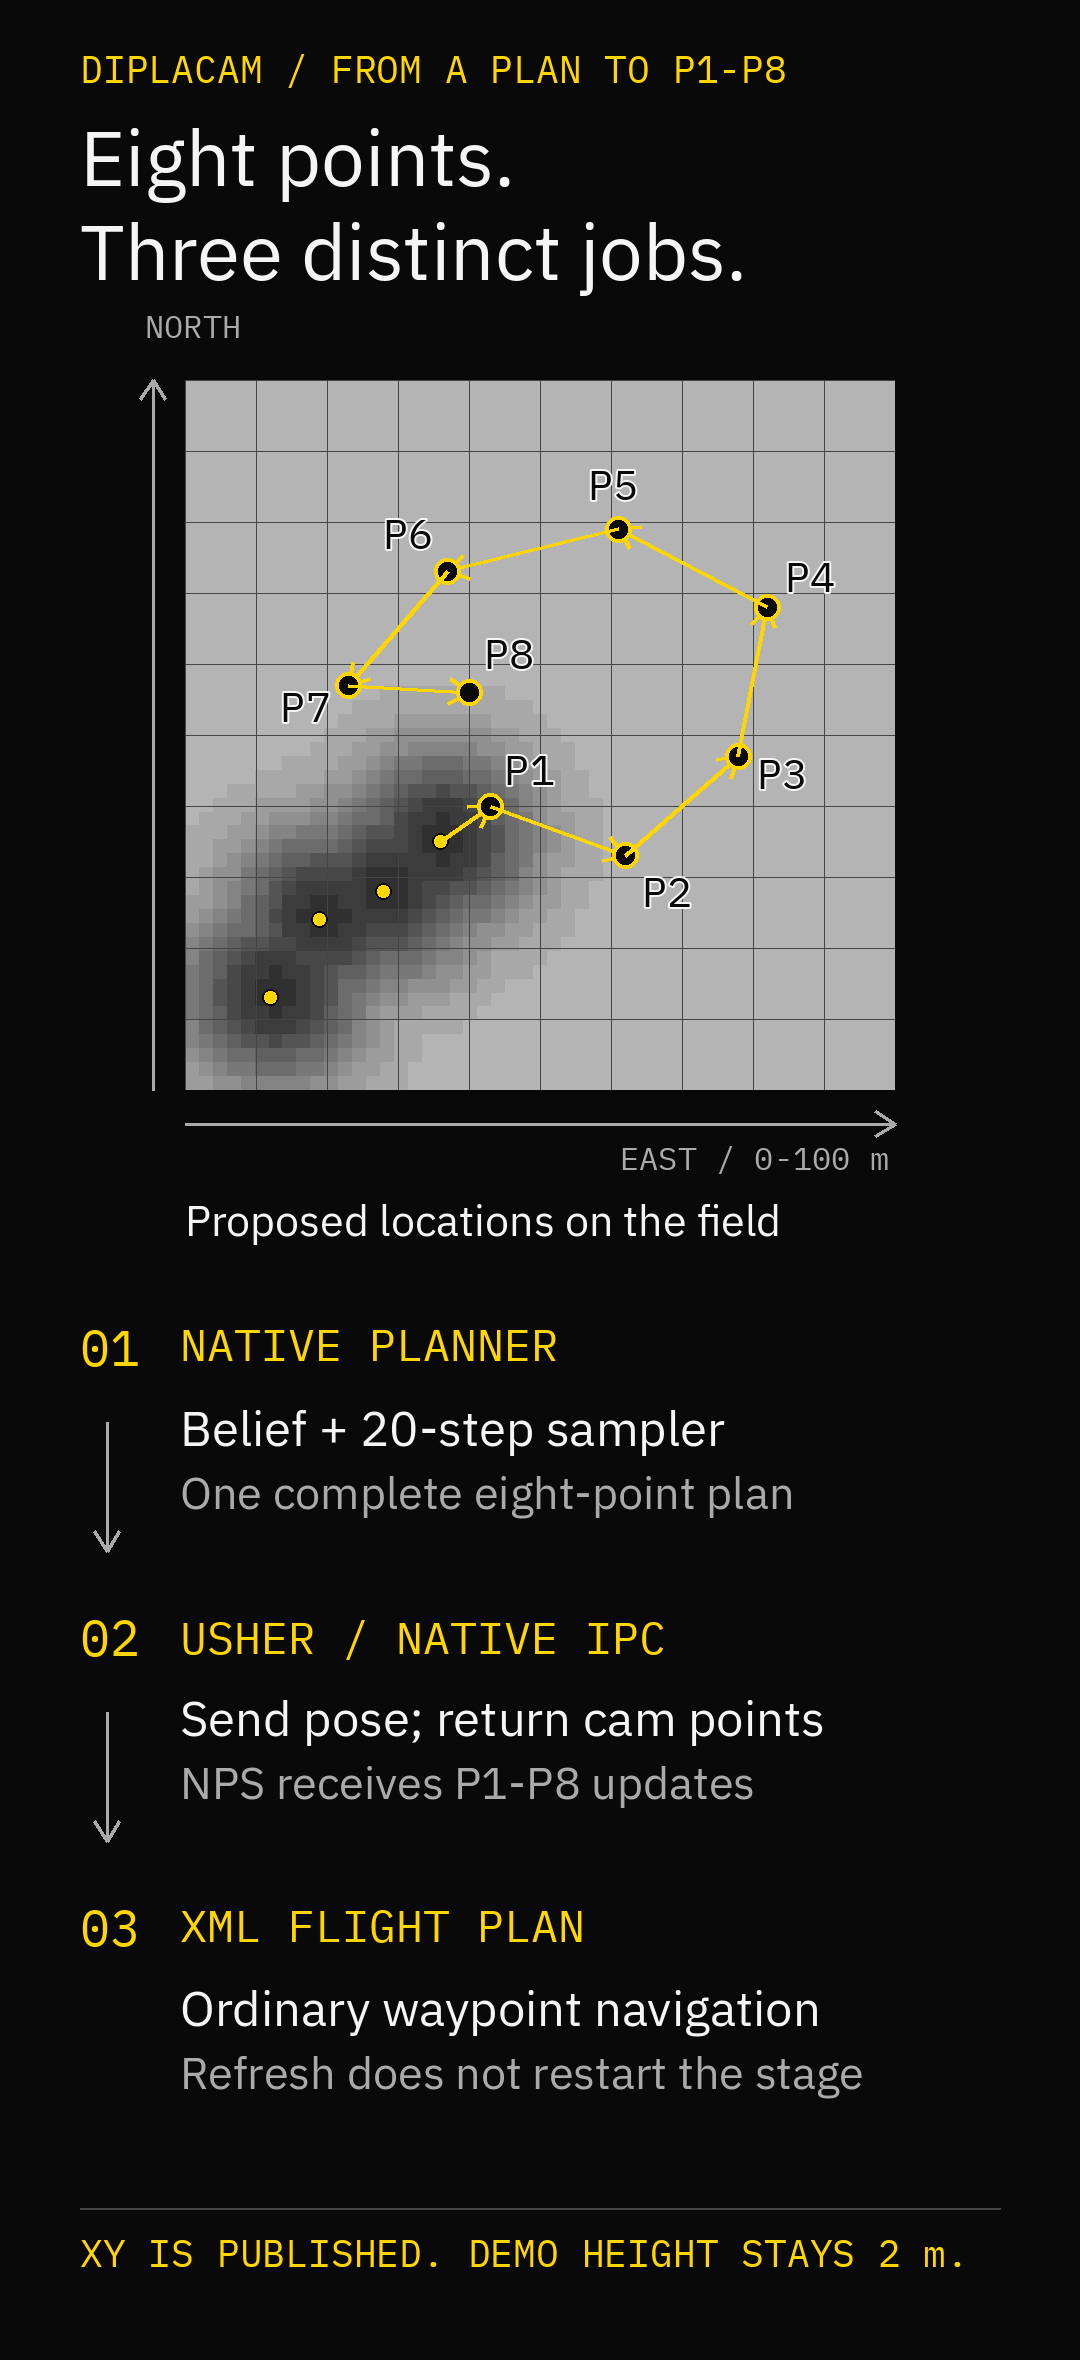 DIPLACAM / FROM A PLAN TO P1-P8
Eight points.
Three distinct jobs.
NORTH
P5
P6
P4
P8
P7
P1
P3
P2
EAST / 0-100 m
Proposed locations on the field
01 NATIVE PLANNER
Belief + 20-step sampler
One complete eight-point plan
02 USHER / NATIVE IPC
Send pose; return cam points
NPS receives P1-P8 updates
03 XML FLIGHT PLAN
Ordinary waypoint navigation
Refresh does not restart the stage
XY IS PUBLISHED. DEMO HEIGHT STAYS 2 m.